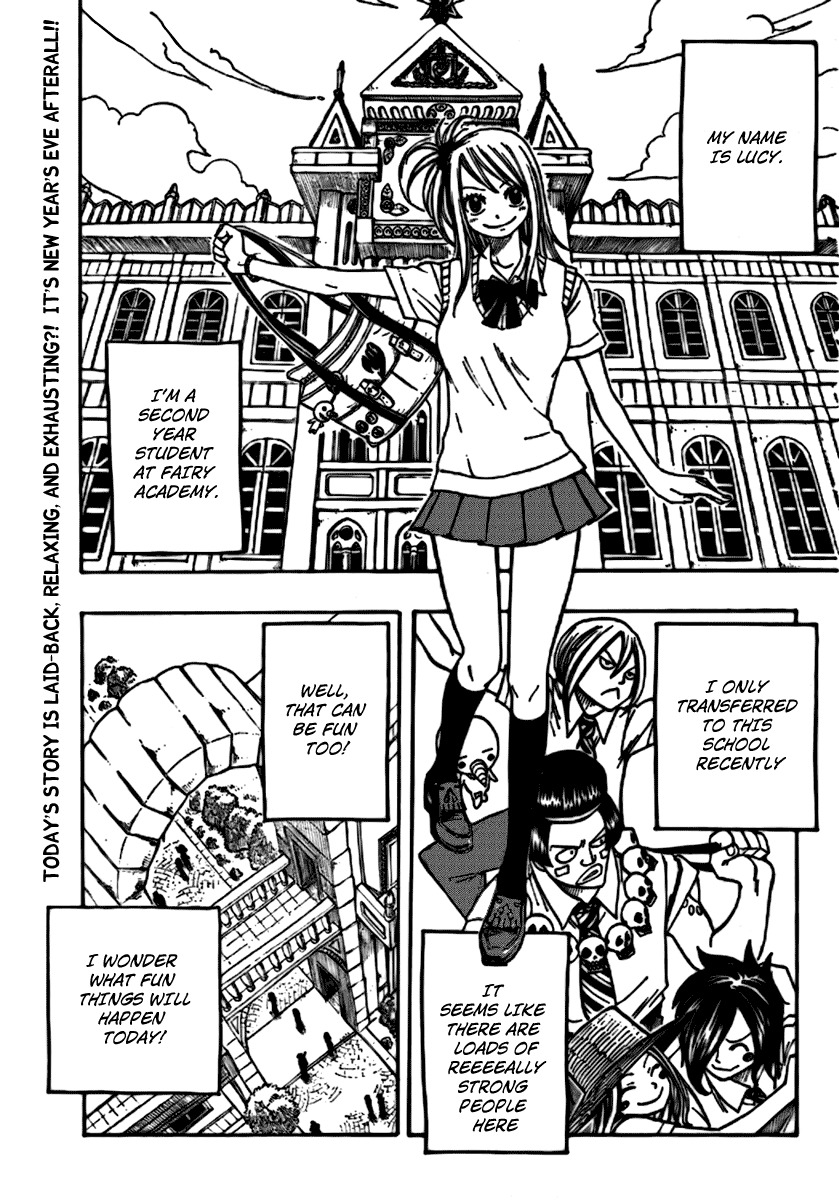 TODAY'S STORY IS LAID-BACK, RELAXING, AND EXHAUSTING?! IT'S NEW YEAR'S EVE AFTERALL!!
MY NAME
IS LUCY.
I'M A
SECOND
YEAR
STUDENT
AT FAIRY
ACADEMY.
I ONLY
TRANSFERRED
TO THIS
SCHOOL
RECENTLY
IT
SEEMS LIKE
THERE ARE
LOADS OF
REEEEALLY
STRONG
PEOPLE
HERE
WELL,
THAT CAN
BE FUN
TOO!
I WONDER
WHAT FUN
THINGS WILL
HAPPEN
TODAY!